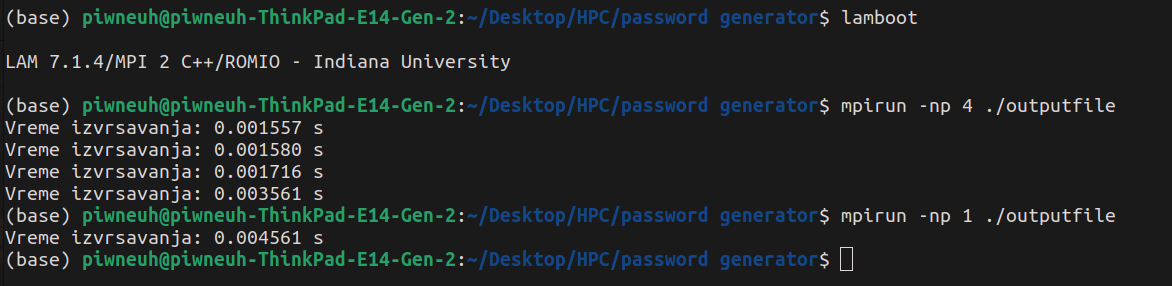 (base) piwneuh@piwneuh-ThinkPad-E14-Gen-2:~/Desktop/HPC/password generator$ lamboot
LAM 7.1.4/MPI 2 C++/ROMIO - Indiana University
(base) piwneuh@piwneuh-ThinkPad-E14-Gen-2:~/Desktop/HPC/password generator$ mpirun -np 4 ./outputfile
Vreme izvrsavanja: 0.001557 s
Vreme izvrsavanja: 0.001580 s
Vreme izvrsavanja: 0.001716 s
Vreme izvrsavanja: 0.003561 s
(base) piwneuh@piwneuh-ThinkPad-E14-Gen-2:~/Desktop/HPC/password generator$ mpirun -np 1 ./outputfile
Vreme izvrsavanja: 0.004561 s
(base) piwneuh@piwneuh-ThinkPad-E14-Gen-2:~/Desktop/HPC/password generator$